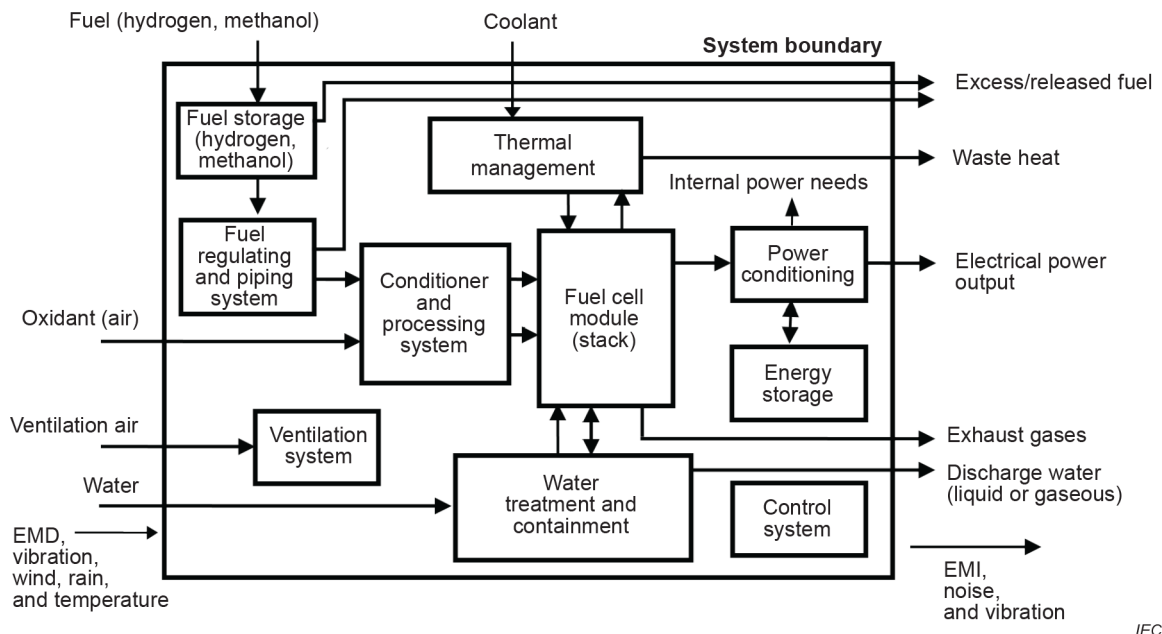 Fuel (hydrogen, methanol)
Coolant
System boundary
Excess/released fuel
Fuel storage
(hydrogen,
methanol)
Thermal
management
Waste heat
Internal power needs
Fuel
regulating
and piping
system
Conditioner
and
processing
system
Fuel cell
module
(stack)
Power
conditioning
Electrical power
output
Oxidant (air)
Energy
storage
Ventilation air
Ventilation
system
Exhaust gases
Water
Water
treatment and
containment
Discharge water
(liquid or gaseous)
Control
system
EMD,
vibration,
wind, rain,
and temperature
EMI,
noise,
and vibration
IEC